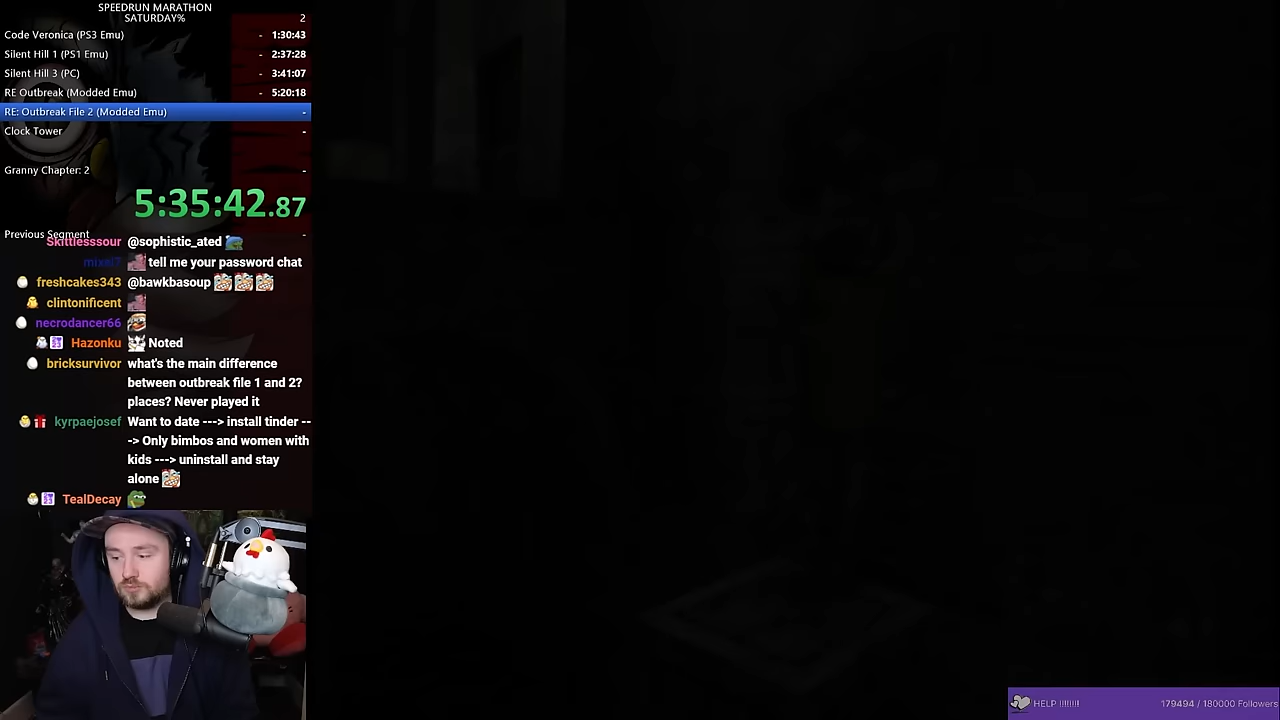 SPEEDRUN MARATHON
SATURDAY%
2
Code Veronica (PS3 Emu) - 1:30:43
Silent Hill 1 (PS1 Emu) - 2:37:28
Silent Hill 3 (PC) - 3:41:07
RE Outbreak (Modded Emu) - 5:20:18
RE: Outbreak File 2 (Modded Emu) -
Clock Tower -
Granny Chapter: 2 -
5:35:42.87
Previous Segment -
Skittlesssour @sophistic_ated
mixei7 tell me your password chat
freshcakes343 @bawkbasoup
clintonificent
necrodancer66
Hazonku Noted
bricksurvivor what's the main difference
between outbreak file 1 and 2?
places? Never played it
kyrpaejosef Want to date ---> install tinder --
-> Only bimbos and women with
kids ---> uninstall and stay
alone
TealDecay
HELP !!!!!!! 179494 / 180000 Followers